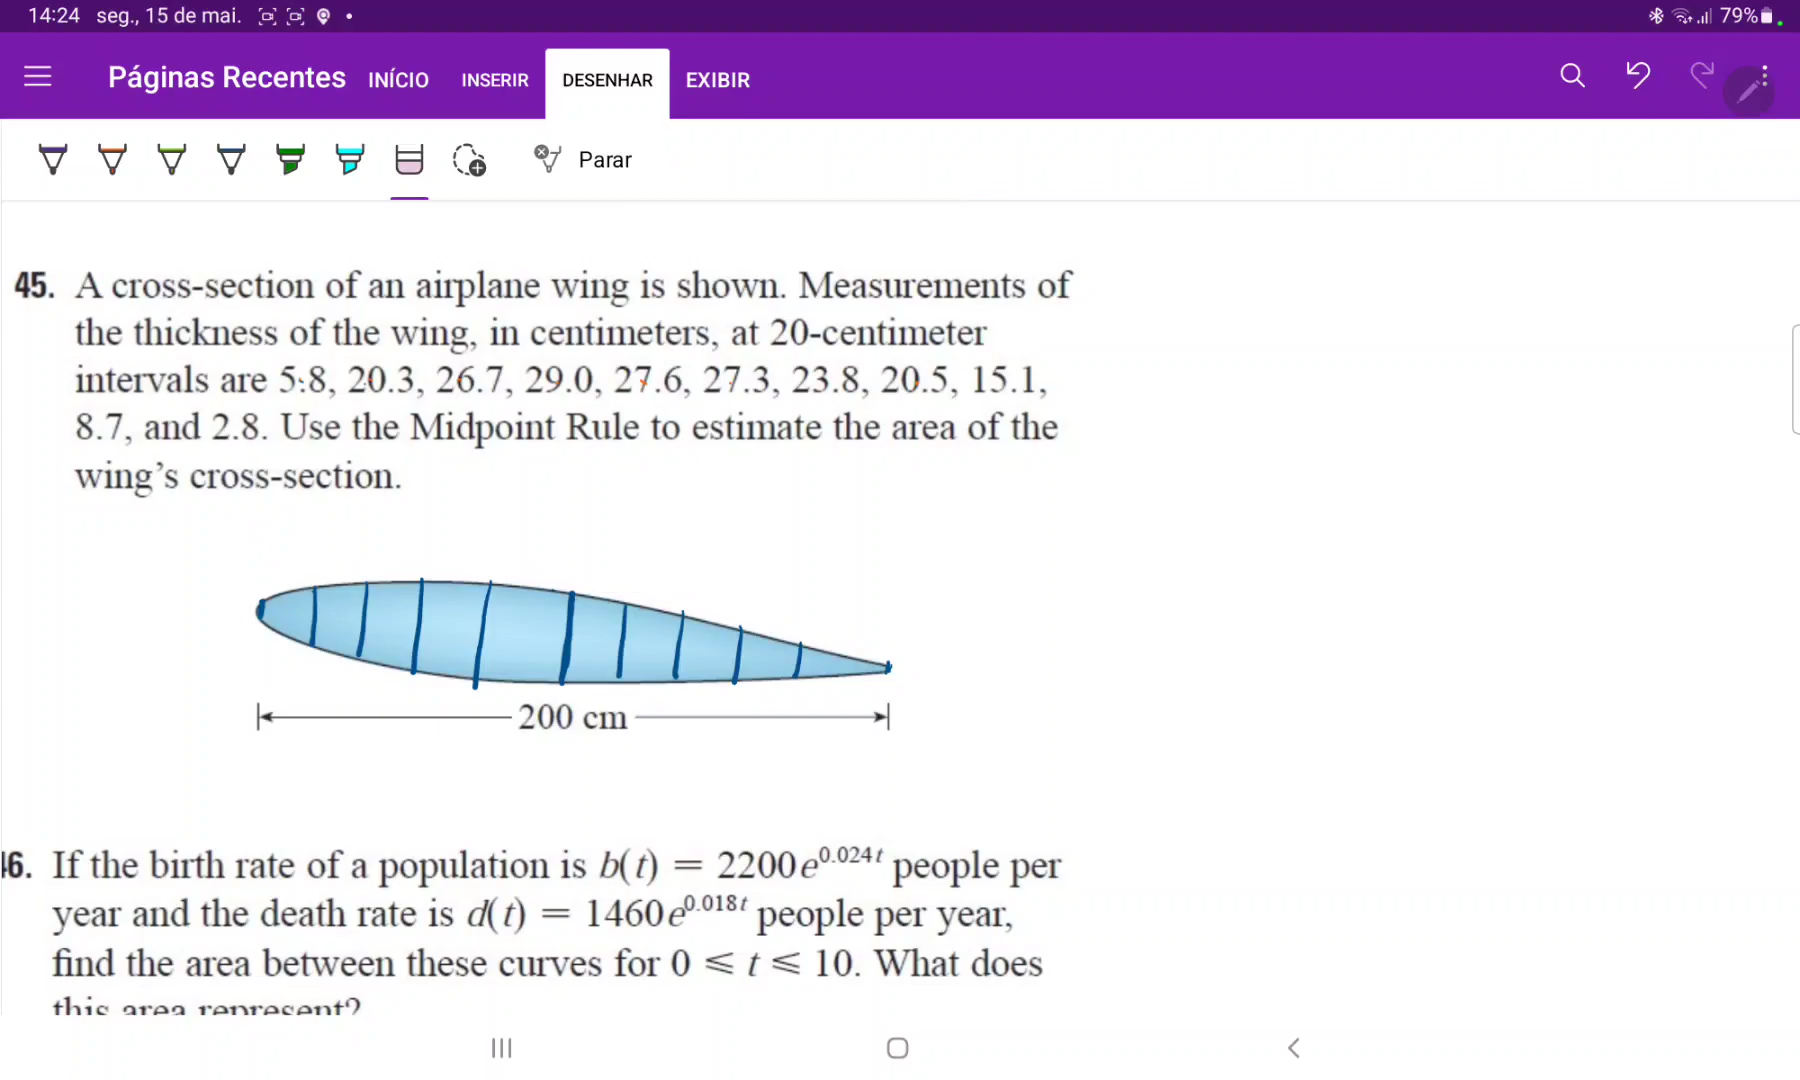 14:24 seg., 15 de mai. 79%
Páginas Recentes INÍCIO INSERIR DESENHAR EXIBIR
Parar
45. A cross-section of an airplane wing is shown. Measurements of
the thickness of the wing, in centimeters, at 20-centimeter
intervals are 5.8, 20.3, 26.7, 29.0, 27.6, 27.3, 23.8, 20.5, 15.1,
8.7, and 2.8. Use the Midpoint Rule to estimate the area of the
wing’s cross-section.
200 cm
46. If the birth rate of a population is b(t) = 2200e^0.024t people per
year and the death rate is d(t) = 1460e^0.018t people per year,
find the area between these curves for 0 ⩽ t ⩽ 10. What does
this area represent?